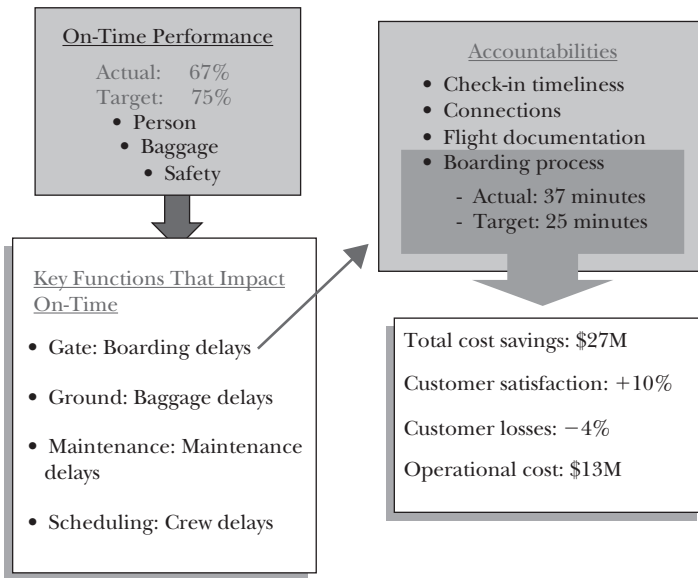 On-Time Performance
Actual: 67%
Target: 75%
• Person
• Baggage
• Safety
Key Functions That Impact
On-Time
• Gate: Boarding delays
• Ground: Baggage delays
• Maintenance: Maintenance
delays
• Scheduling: Crew delays
Accountabilities
• Check-in timeliness
• Connections
• Flight documentation
• Boarding process
- Actual: 37 minutes
- Target: 25 minutes
Total cost savings: $27M
Customer satisfaction: +10%
Customer losses: −4%
Operational cost: $13M